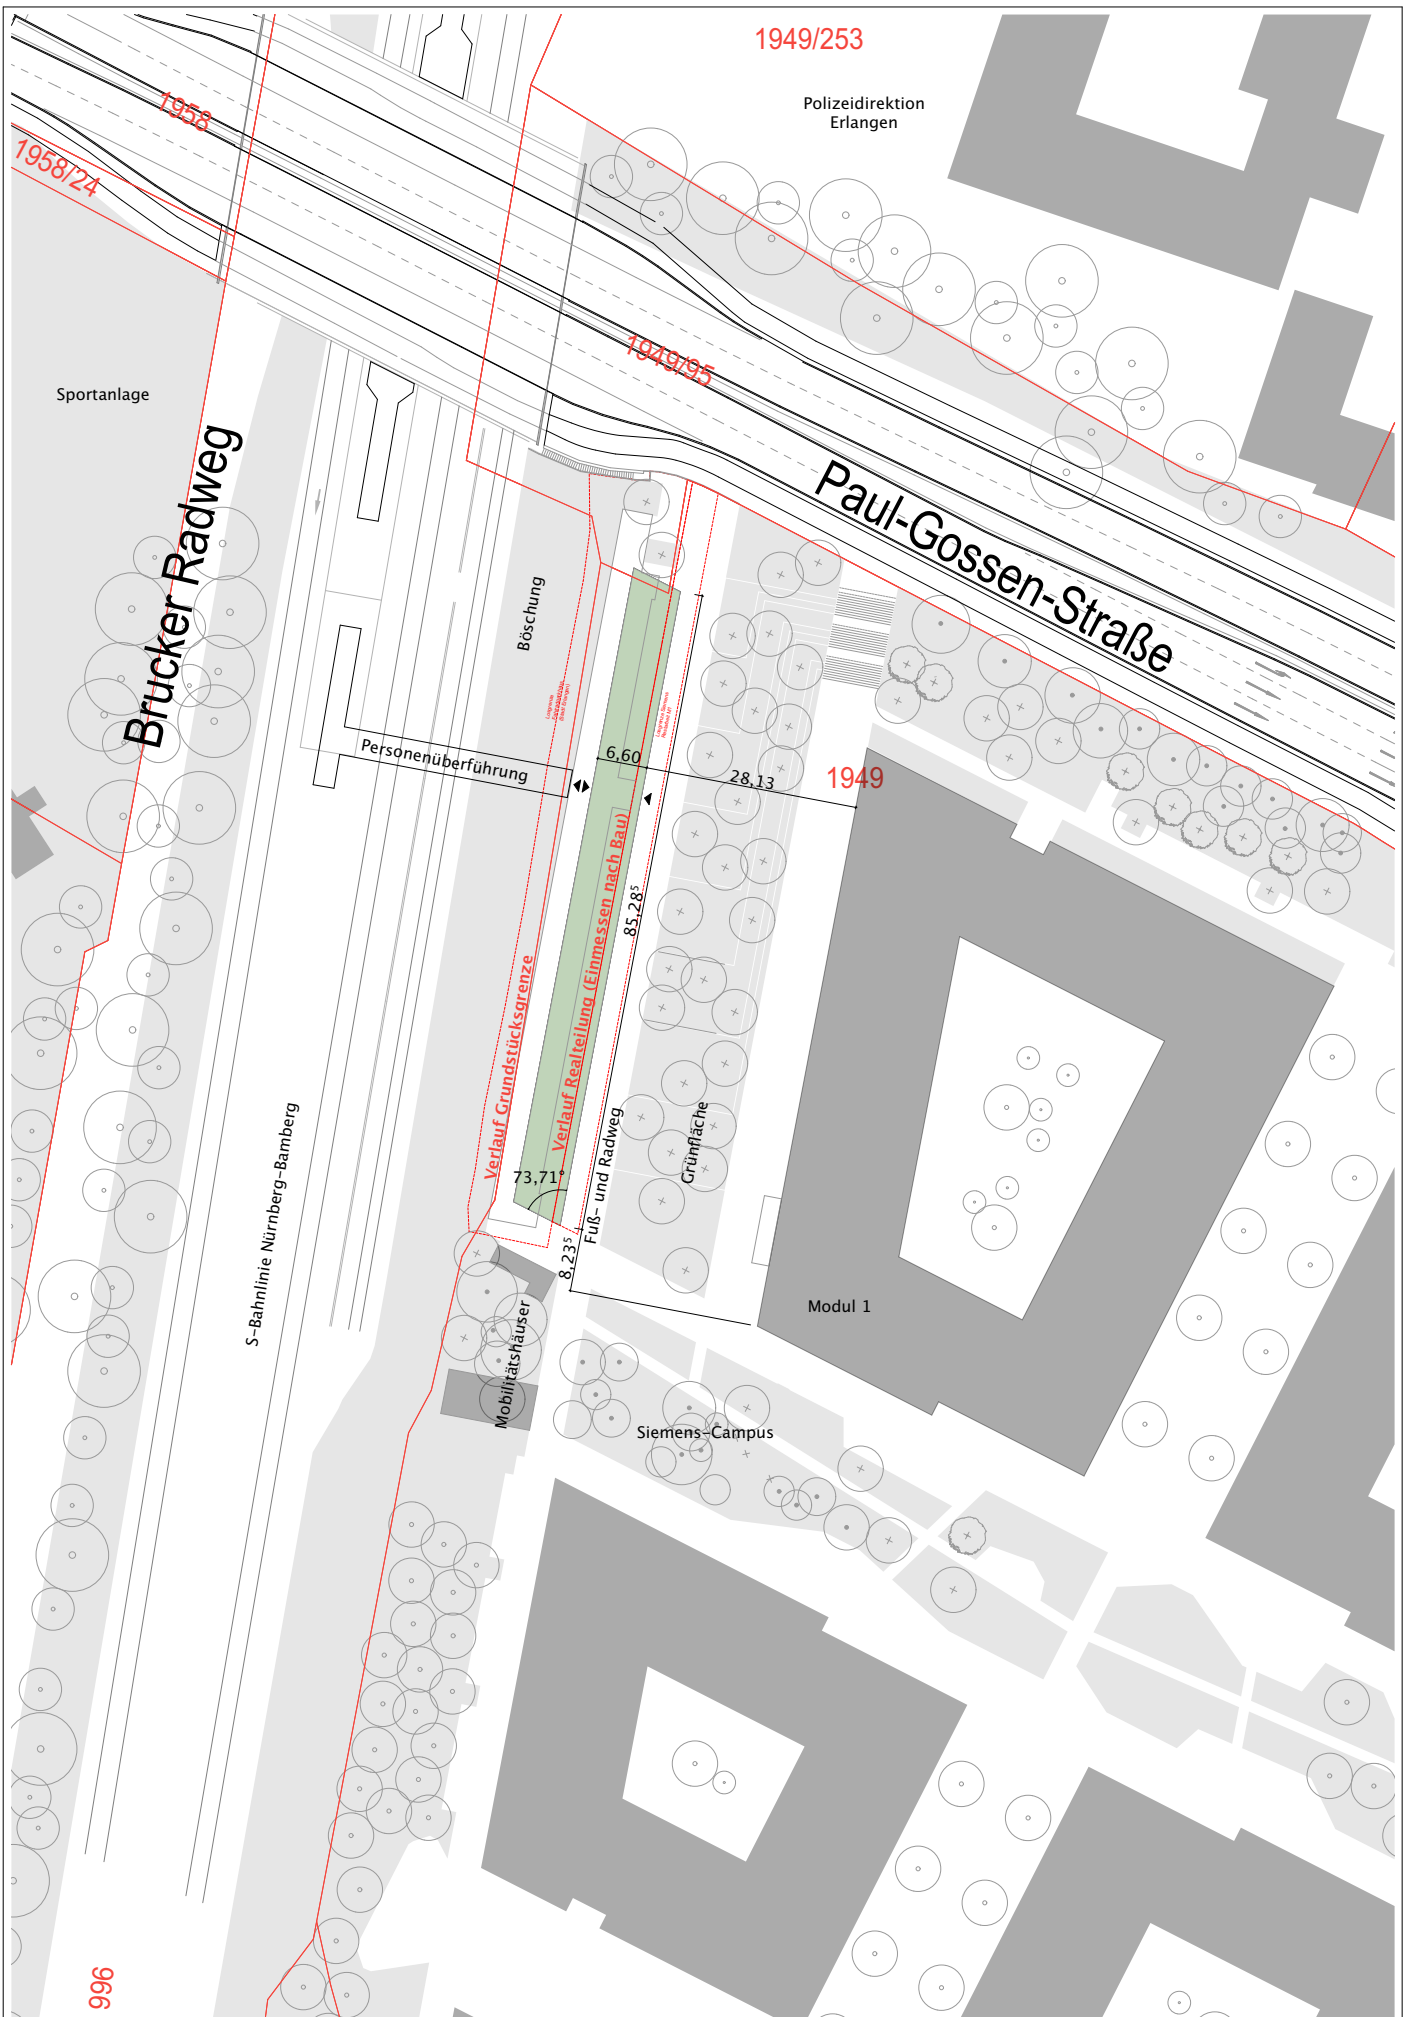 1949/253
Polizeidirektion
Erlangen
1958
1958/24
1949/95
Sportanlage
Brucker Radweg
Paul-Gossen-Straße
Böschung
Personenüberführung
6,60
28,13
1949
85,28⁵
Verlauf Grundstücksgrenze
Verlauf Realteilung (Einmessen nach Bau)
73,71°
Fuß- und Radweg
Grünfläche
8,23⁵
S-Bahnlinie Nürnberg-Bamberg
Modul 1
Mobilitätshäuser
Siemens-Campus
996